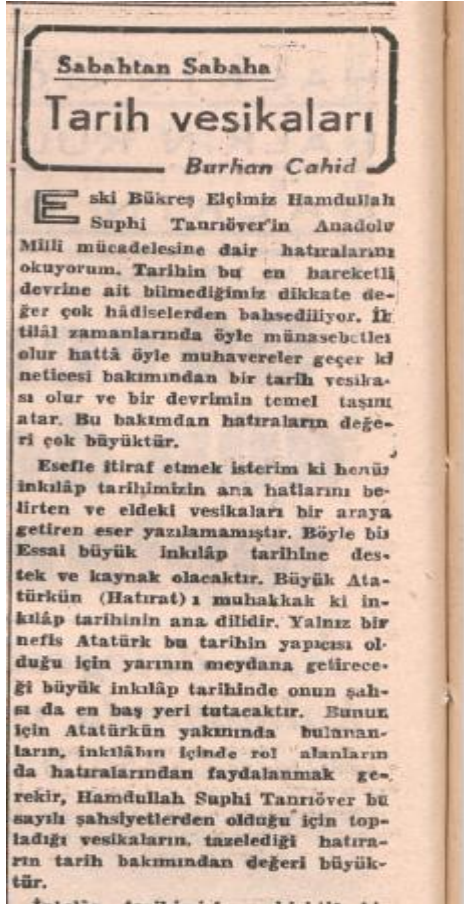 Sabahtan Sabaha
Tarih vesikaları
Burhan Cahid
Eski Bükreş Elçimiz Hamdullah
Suphi Tanrıöver'in Anadolu
Milli mücadelesine dair hatıralarını
okuyorum. Tarihin bu en hareketli
devrine ait bilmediğimiz dikkate de-
ğer çok hâdiselerden bahsediliyor. İh
tilâl zamanlarında öyle münasebetler
olur hattâ öyle muhavereler geçer ki
neticesi bakımından bir tarih vesika-
sı olur ve bir devrimin temel taşını
atar. Bu bakımdan hatıraların değe-
ri çok büyüktür.
Esefle itiraf etmek isterim ki henüz
inkılâp tarihimizin ana hatlarını be-
lirten ve eldeki vesikaları bir araya
getiren eser yazılamamıştır. Böyle bir
Essai büyük inkılâp tarihine des-
tek ve kaynak olacaktır. Büyük Ata-
türkün (Hatırat) ı muhakkak ki in-
kılâp tarihinin ana dilidir. Yalnız bir
nefis Atatürk bu tarihin yapıcısı ol-
duğu için yarının meydana getirece-
ği büyük inkılâp tarihinde onun şah-
sı da en baş yeri tutacaktır. Bunun
için Atatürkün yakınında bulunan-
ların, inkılâbın içinde rol alanların
da hatıralarından faydalanmak ge-
rekir, Hamdullah Suphi Tanrıöver bu
sayılı şahsiyetlerden olduğu için top-
ladığı vesikaların, tazelediği hatıra-
rın tarih bakımından değeri büyük-
tür.